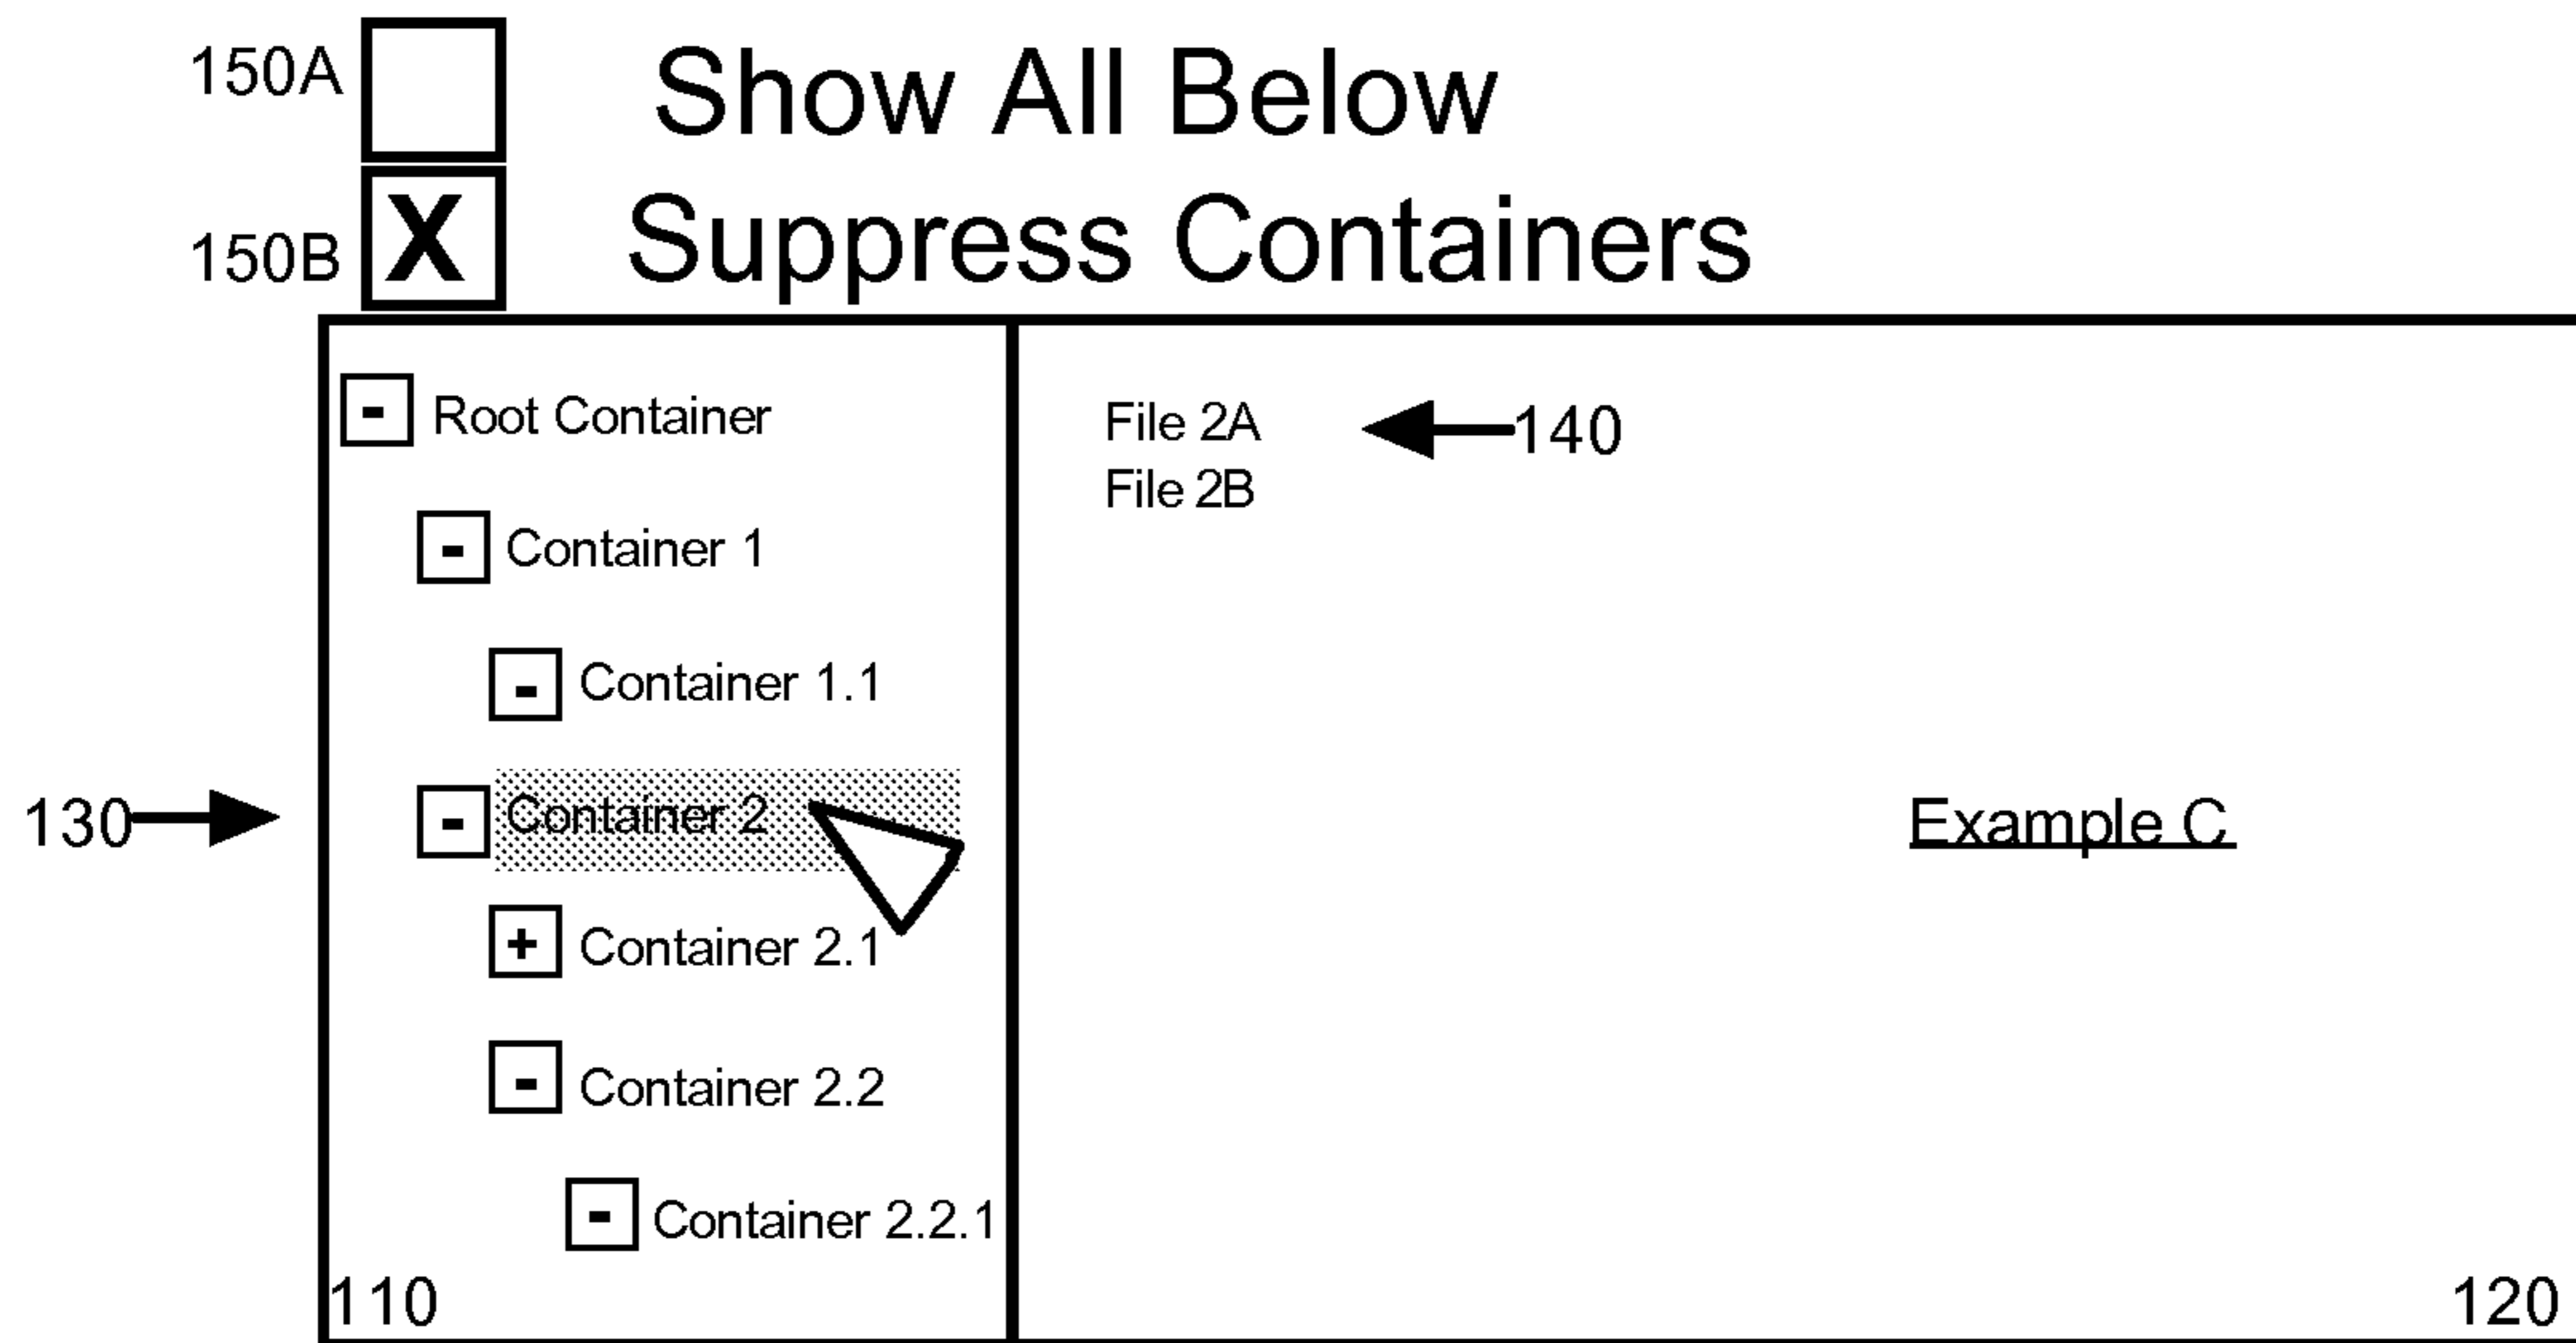 150A Show All Below
150B X Suppress Containers
- Root Container
File 2A 140
File 2B
- Container 1
- Container 1.1
130 - Container 2
Example C
+ Container 2.1
- Container 2.2
- Container 2.2.1
110 120